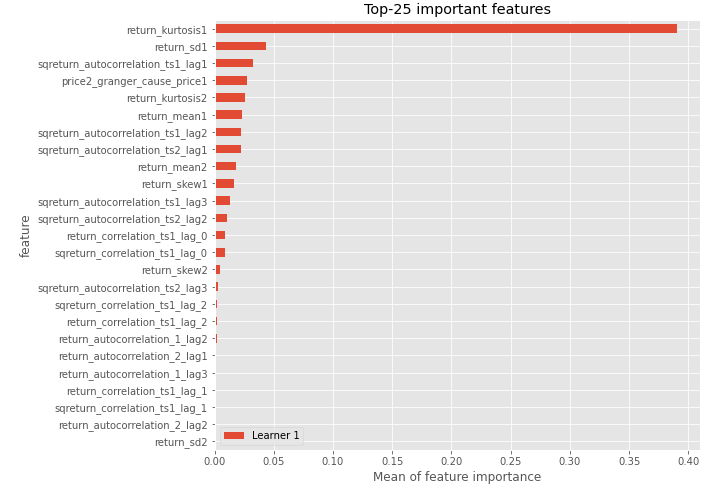 Top-25 important features
return_kurtosis1
return_sd1
sqreturn_autocorrelation_ts1_lag1
price2_granger_cause_price1
return_kurtosis2
return_mean1
sqreturn_autocorrelation_ts1_lag2
sqreturn_autocorrelation_ts2_lag1
return_mean2
return_skew1
sqreturn_autocorrelation_ts1_lag3
sqreturn_autocorrelation_ts2_lag2
return_correlation_ts1_lag_0
sqreturn_correlation_ts1_lag_0
return_skew2
sqreturn_autocorrelation_ts2_lag3
sqreturn_correlation_ts1_lag_2
return_correlation_ts1_lag_2
return_autocorrelation_1_lag2
return_autocorrelation_2_lag1
return_autocorrelation_1_lag3
return_correlation_ts1_lag_1
sqreturn_correlation_ts1_lag_1
return_autocorrelation_2_lag2
return_sd2
feature
Learner 1
0.00 0.05 0.10 0.15 0.20 0.25 0.30 0.35 0.40
Mean of feature importance